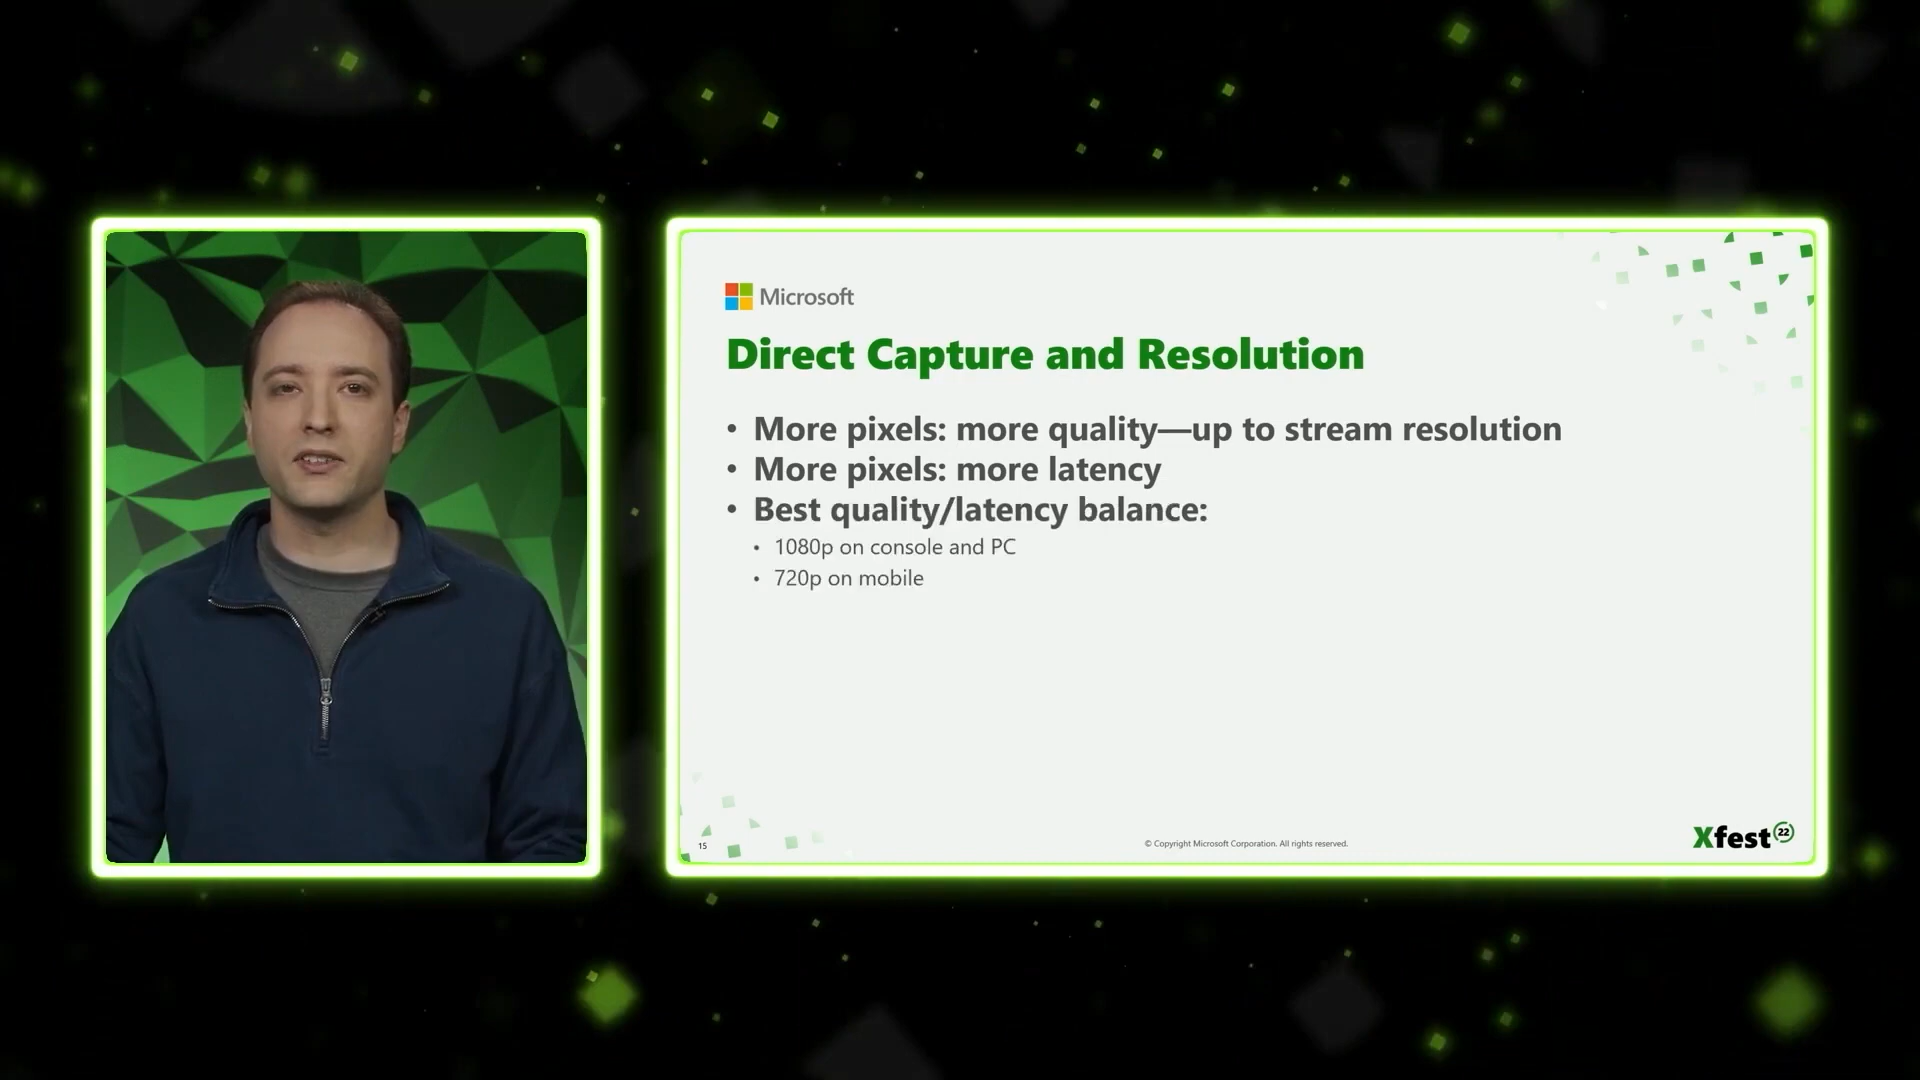 Microsoft
Direct Capture and Resolution
• More pixels: more quality—up to stream resolution
• More pixels: more latency
• Best quality/latency balance:
• 1080p on console and PC
• 720p on mobile
15
© Copyright Microsoft Corporation. All rights reserved.
Xfest 22